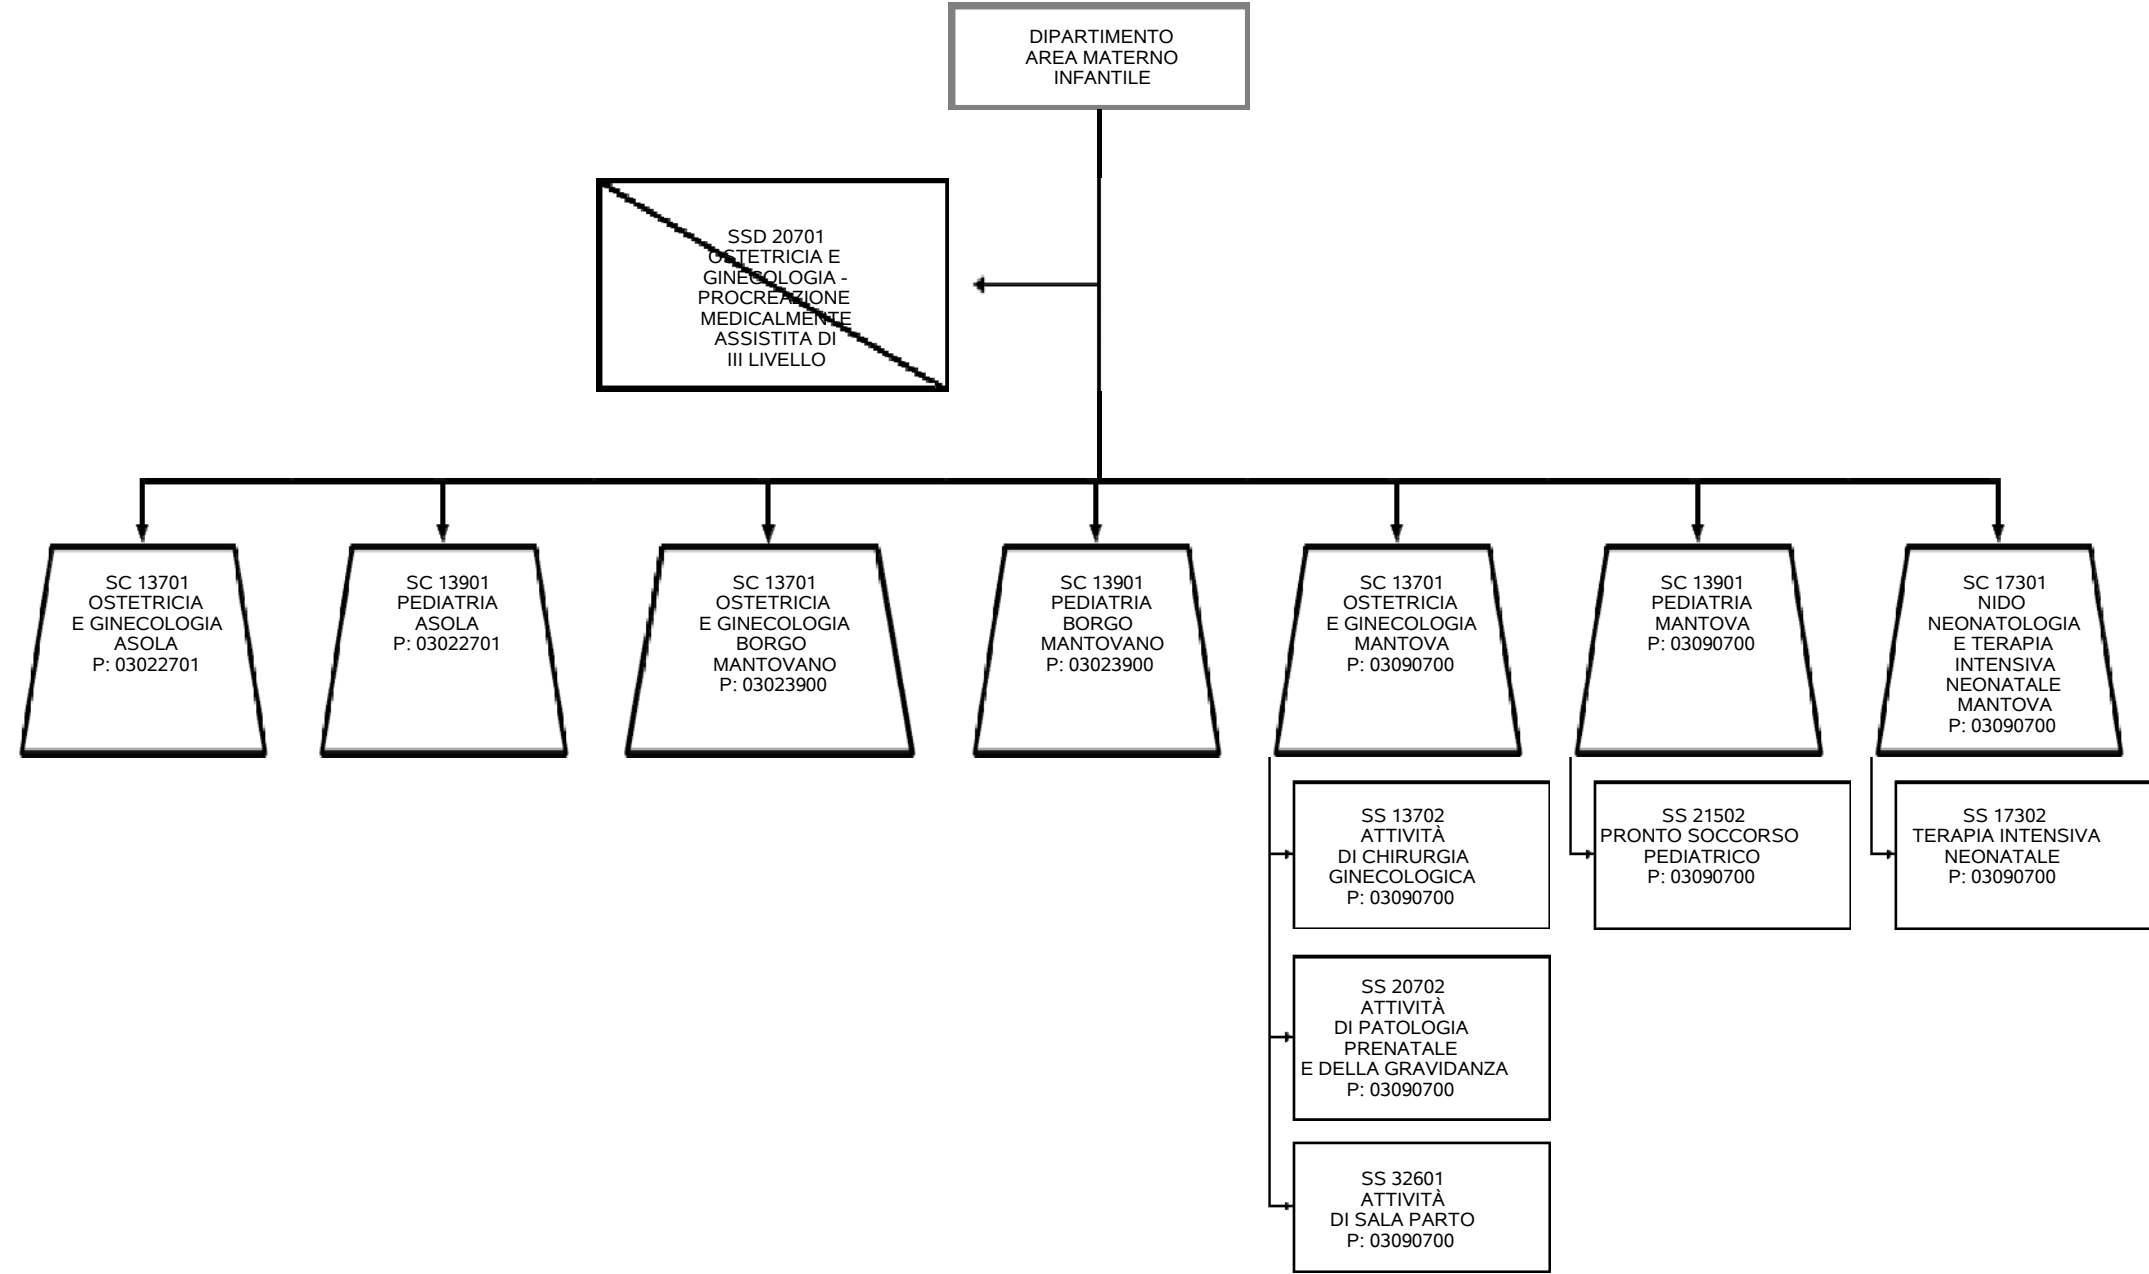 DIPARTIMENTO
AREA MATERNO
INFANTILE
SSD 20701
OSTETRICIA E
GINECOLOGIA -
PROCREAZIONE
MEDICALMENTE
ASSISTITA DI
III LIVELLO
SC 13701
OSTETRICIA
E GINECOLOGIA
ASOLA
P: 03022701
SC 13901
PEDIATRIA
ASOLA
P: 03022701
SC 13701
OSTETRICIA
E GINECOLOGIA
BORGO
MANTOVANO
P: 03023900
SC 13901
PEDIATRIA
BORGO
MANTOVANO
P: 03023900
SC 13701
OSTETRICIA
E GINECOLOGIA
MANTOVA
P: 03090700
SC 13901
PEDIATRIA
MANTOVA
P: 03090700
SC 17301
NIDO
NEONATOLOGIA
E TERAPIA
INTENSIVA
NEONATALE
MANTOVA
P: 03090700
SS 13702
ATTIVITÀ
DI CHIRURGIA
GINECOLOGICA
P: 03090700
SS 21502
PRONTO SOCCORSO
PEDIATRICO
P: 03090700
SS 17302
TERAPIA INTENSIVA
NEONATALE
P: 03090700
SS 20702
ATTIVITÀ
DI PATOLOGIA
PRENATALE
E DELLA GRAVIDANZA
P: 03090700
SS 32601
ATTIVITÀ
DI SALA PARTO
P: 03090700